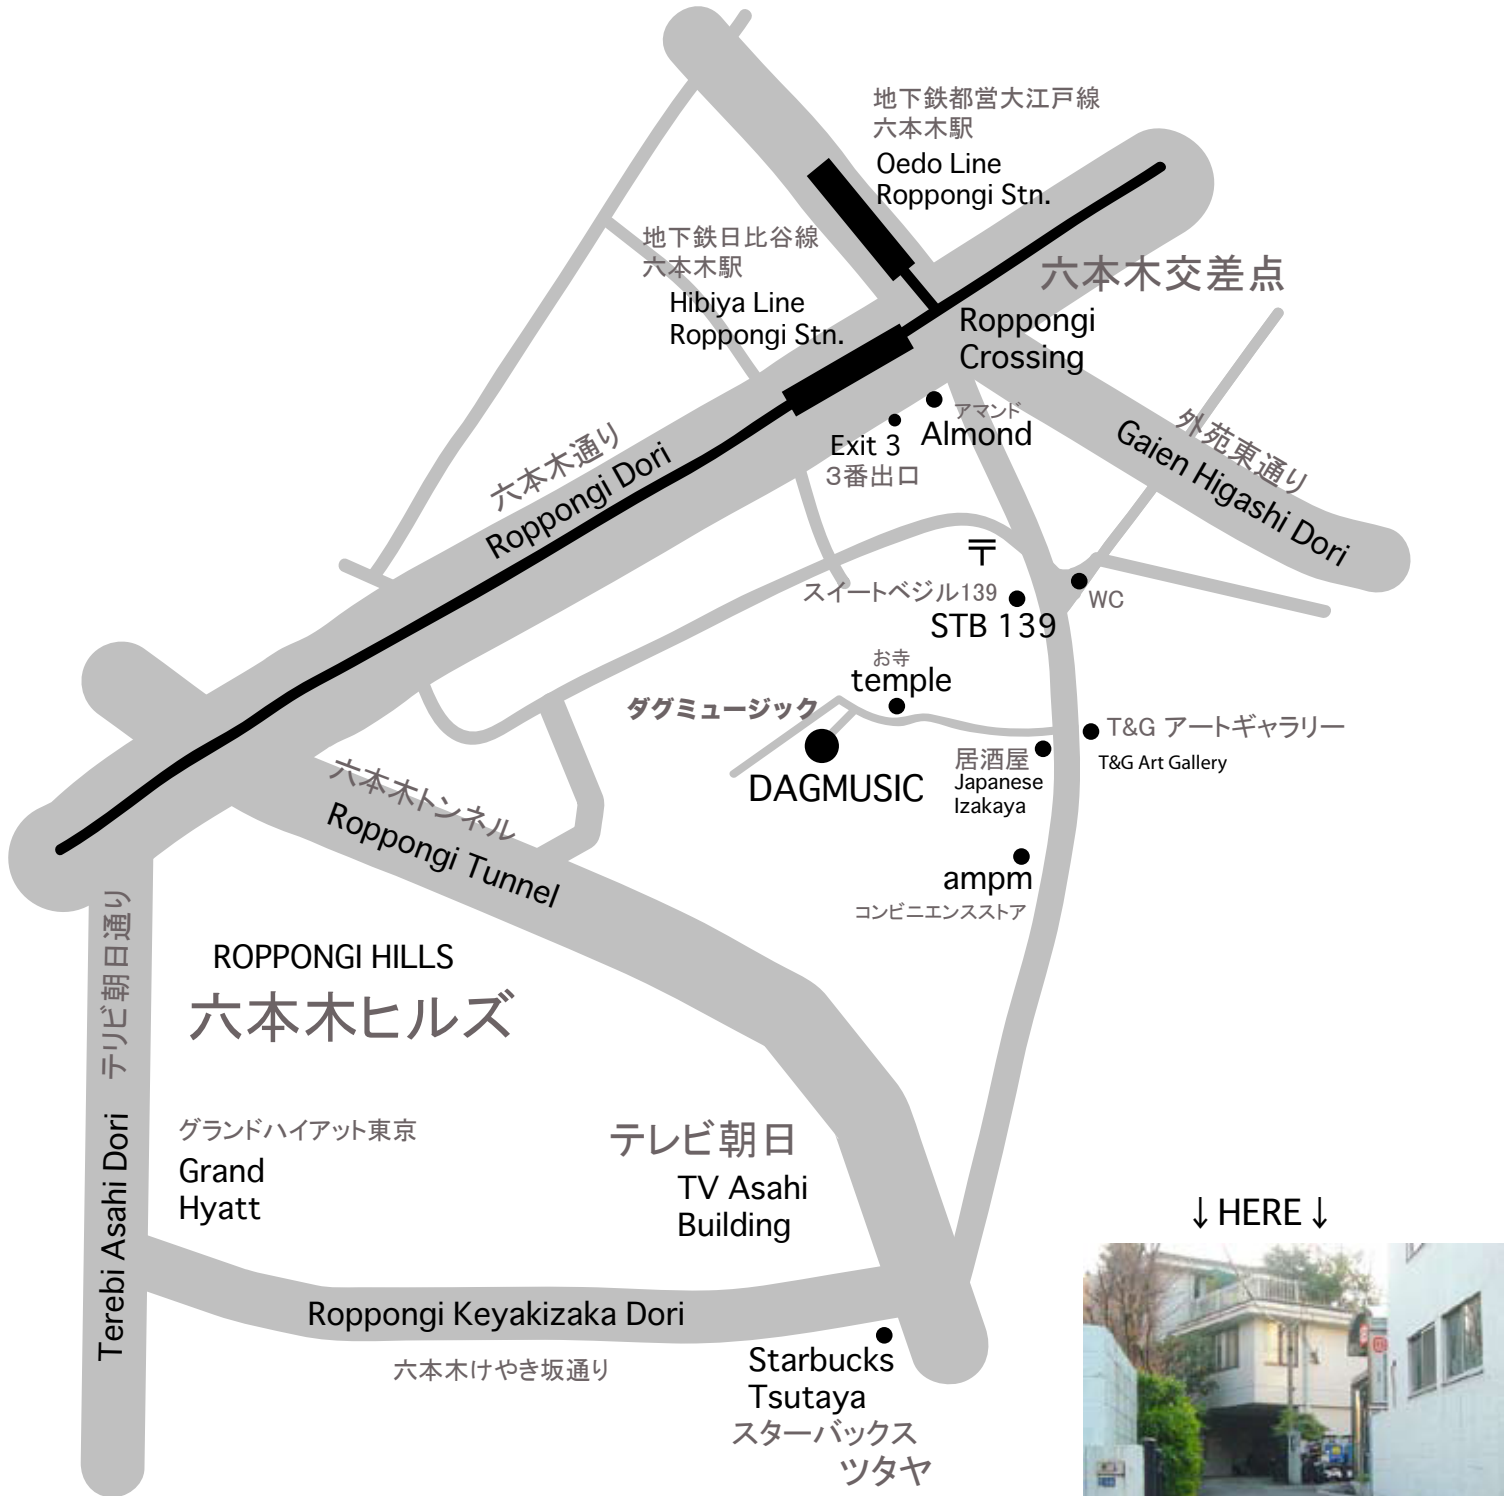 地下鉄都営大江戸線
六本木駅
Oedo Line
Roppongi Stn.
地下鉄日比谷線
六本木駅
Hibiya Line
Roppongi Stn.
六本木交差点
Roppongi
Crossing
アマンド
Almond
Exit 3
3番出口
外苑東通り
Gaien Higashi Dori
六本木通り
Roppongi Dori
〒
スイートベジル139
STB 139
WC
お寺
temple
ダグミュージック
DAGMUSIC
T&G アートギャラリー
T&G Art Gallery
居酒屋
Japanese
Izakaya
六本木トンネル
Roppongi Tunnel
ampm
コンビニエンスストア
ROPPONGI HILLS
六本木ヒルズ
テリビ朝日通り
Terebi Asahi Dori
グランドハイアット東京
Grand
Hyatt
テレビ朝日
TV Asahi
Building
↓ HERE ↓
Roppongi Keyakizaka Dori
六本木けやき坂通り
Starbucks
Tsutaya
スターバックス
ツタヤ